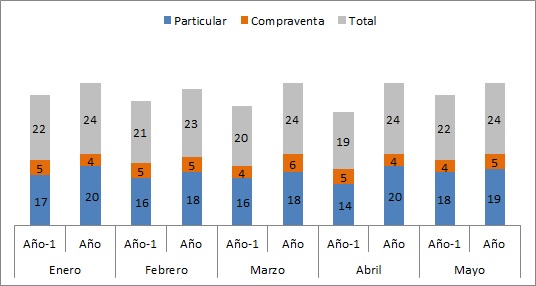 Particular Compraventa Total
22 24 21 23 20 24 19 24 22 24
5 4 5 5 4 6 5 4 4 5
17 20 16 18 16 18 14 20 18 19
Año-1 Año Año-1 Año Año-1 Año Año-1 Año Año-1 Año
Enero Febrero Marzo Abril Mayo